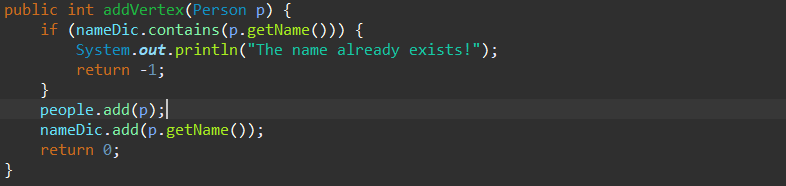 public int addVertex(Person p) {
    if (nameDic.contains(p.getName())) {
        System.out.println("The name already exists!");
        return -1;
    }
    people.add(p);
    nameDic.add(p.getName());
    return 0;
}